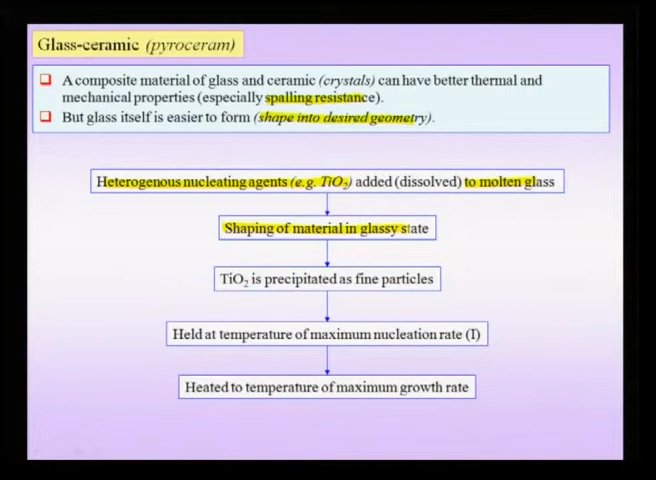 Glass-ceramic (pyroceram)
❑ A composite material of glass and ceramic (crystals) can have better thermal and
mechanical properties (especially spalling resistance).
❑ But glass itself is easier to form (shape into desired geometry).
Heterogenous nucleating agents (e.g. TiO₂) added (dissolved) to molten glass
Shaping of material in glassy state
TiO₂ is precipitated as fine particles
Held at temperature of maximum nucleation rate (I)
Heated to temperature of maximum growth rate